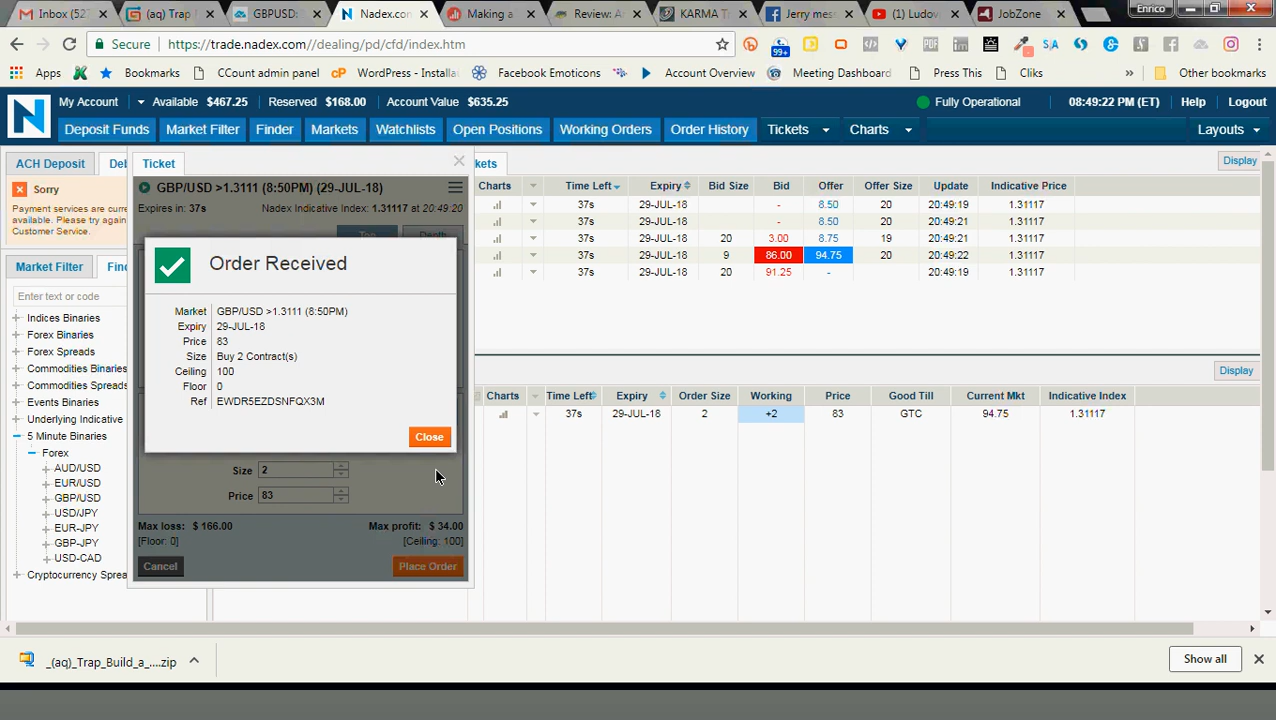 Inbox (527
(aq) Trap
GBPUSD:
Nadex.con
Making a
Review: A
KARMA Tr
Jerry mes
(1) Ludov
JobZone
Enrico
Secure
https://trade.nadex.com//dealing/pd/cfd/index.htm
99+
Apps
Bookmarks
CCount admin panel
cP WordPress - Installa
Facebook Emoticons
Account Overview
Meeting Dashboard
Press This
Cliks
»
Other bookmarks
My Account Available $467.25 Reserved $168.00 Account Value $635.25
Fully Operational 08:49:22 PM (ET) Help Logout
Deposit Funds Market Filter Finder Markets Watchlists Open Positions Working Orders Order History Tickets Charts Layouts
ACH Deposit Deb
Sorry
Payment services are curre
available. Please try again
Customer Service.
Market Filter Find
Enter text or code
Indices Binaries
Forex Binaries
Forex Spreads
Commodities Binaries
Commodities Spreads
Events Binaries
Underlying Indicative
5 Minute Binaries
Forex
AUD/USD
EUR/USD
GBP/USD
USD/JPY
EUR-JPY
GBP-JPY
USD-CAD
Cryptocurrency Sprea
Ticket
GBP/USD >1.3111 (8:50PM) (29-JUL-18)
Expires in: 37s Nadex Indicative Index: 1.31117 at 20:49:20
Depth
Order Received
Market GBP/USD >1.3111 (8:50PM)
Expiry 29-JUL-18
Price 83
Size Buy 2 Contract(s)
Ceiling 100
Floor 0
Ref EWDR5EZDSNFQX3M
Close
Size 2
Price 83
Max loss: $ 166.00 Max profit: $ 34.00
[Floor: 0] [Ceiling: 100]
Cancel Place Order
kets
Display
Charts Time Left Expiry Bid Size Bid Offer Offer Size Update Indicative Price
37s 29-JUL-18 - 8.50 20 20:49:19 1.31117
37s 29-JUL-18 - 8.50 20 20:49:21 1.31117
37s 29-JUL-18 20 3.00 8.75 19 20:49:21 1.31117
37s 29-JUL-18 9 86.00 94.75 20 20:49:22 1.31117
37s 29-JUL-18 20 91.25 - 20:49:19 1.31117
Display
Charts Time Left Expiry Order Size Working Price Good Till Current Mkt Indicative Index
37s 29-JUL-18 2 +2 83 GTC 94.75 1.31117
_(aq)_Trap_Build_a_....zip
Show all